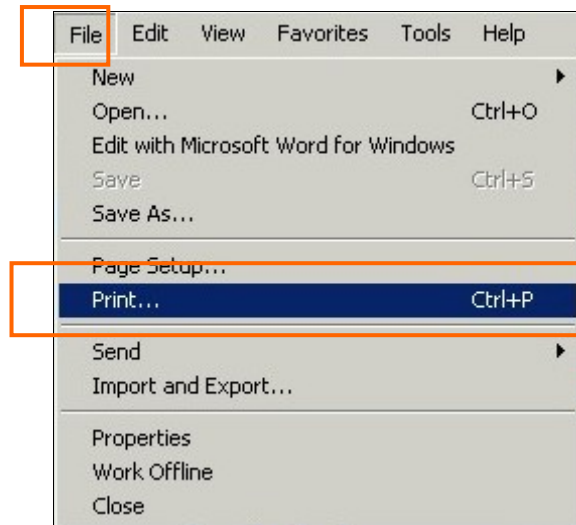 File Edit View Favorites Tools Help
New
Open... Ctrl+O
Edit with Microsoft Word for Windows
Save Ctrl+S
Save As...
Page Setup...
Print... Ctrl+P
Send
Import and Export...
Properties
Work Offline
Close